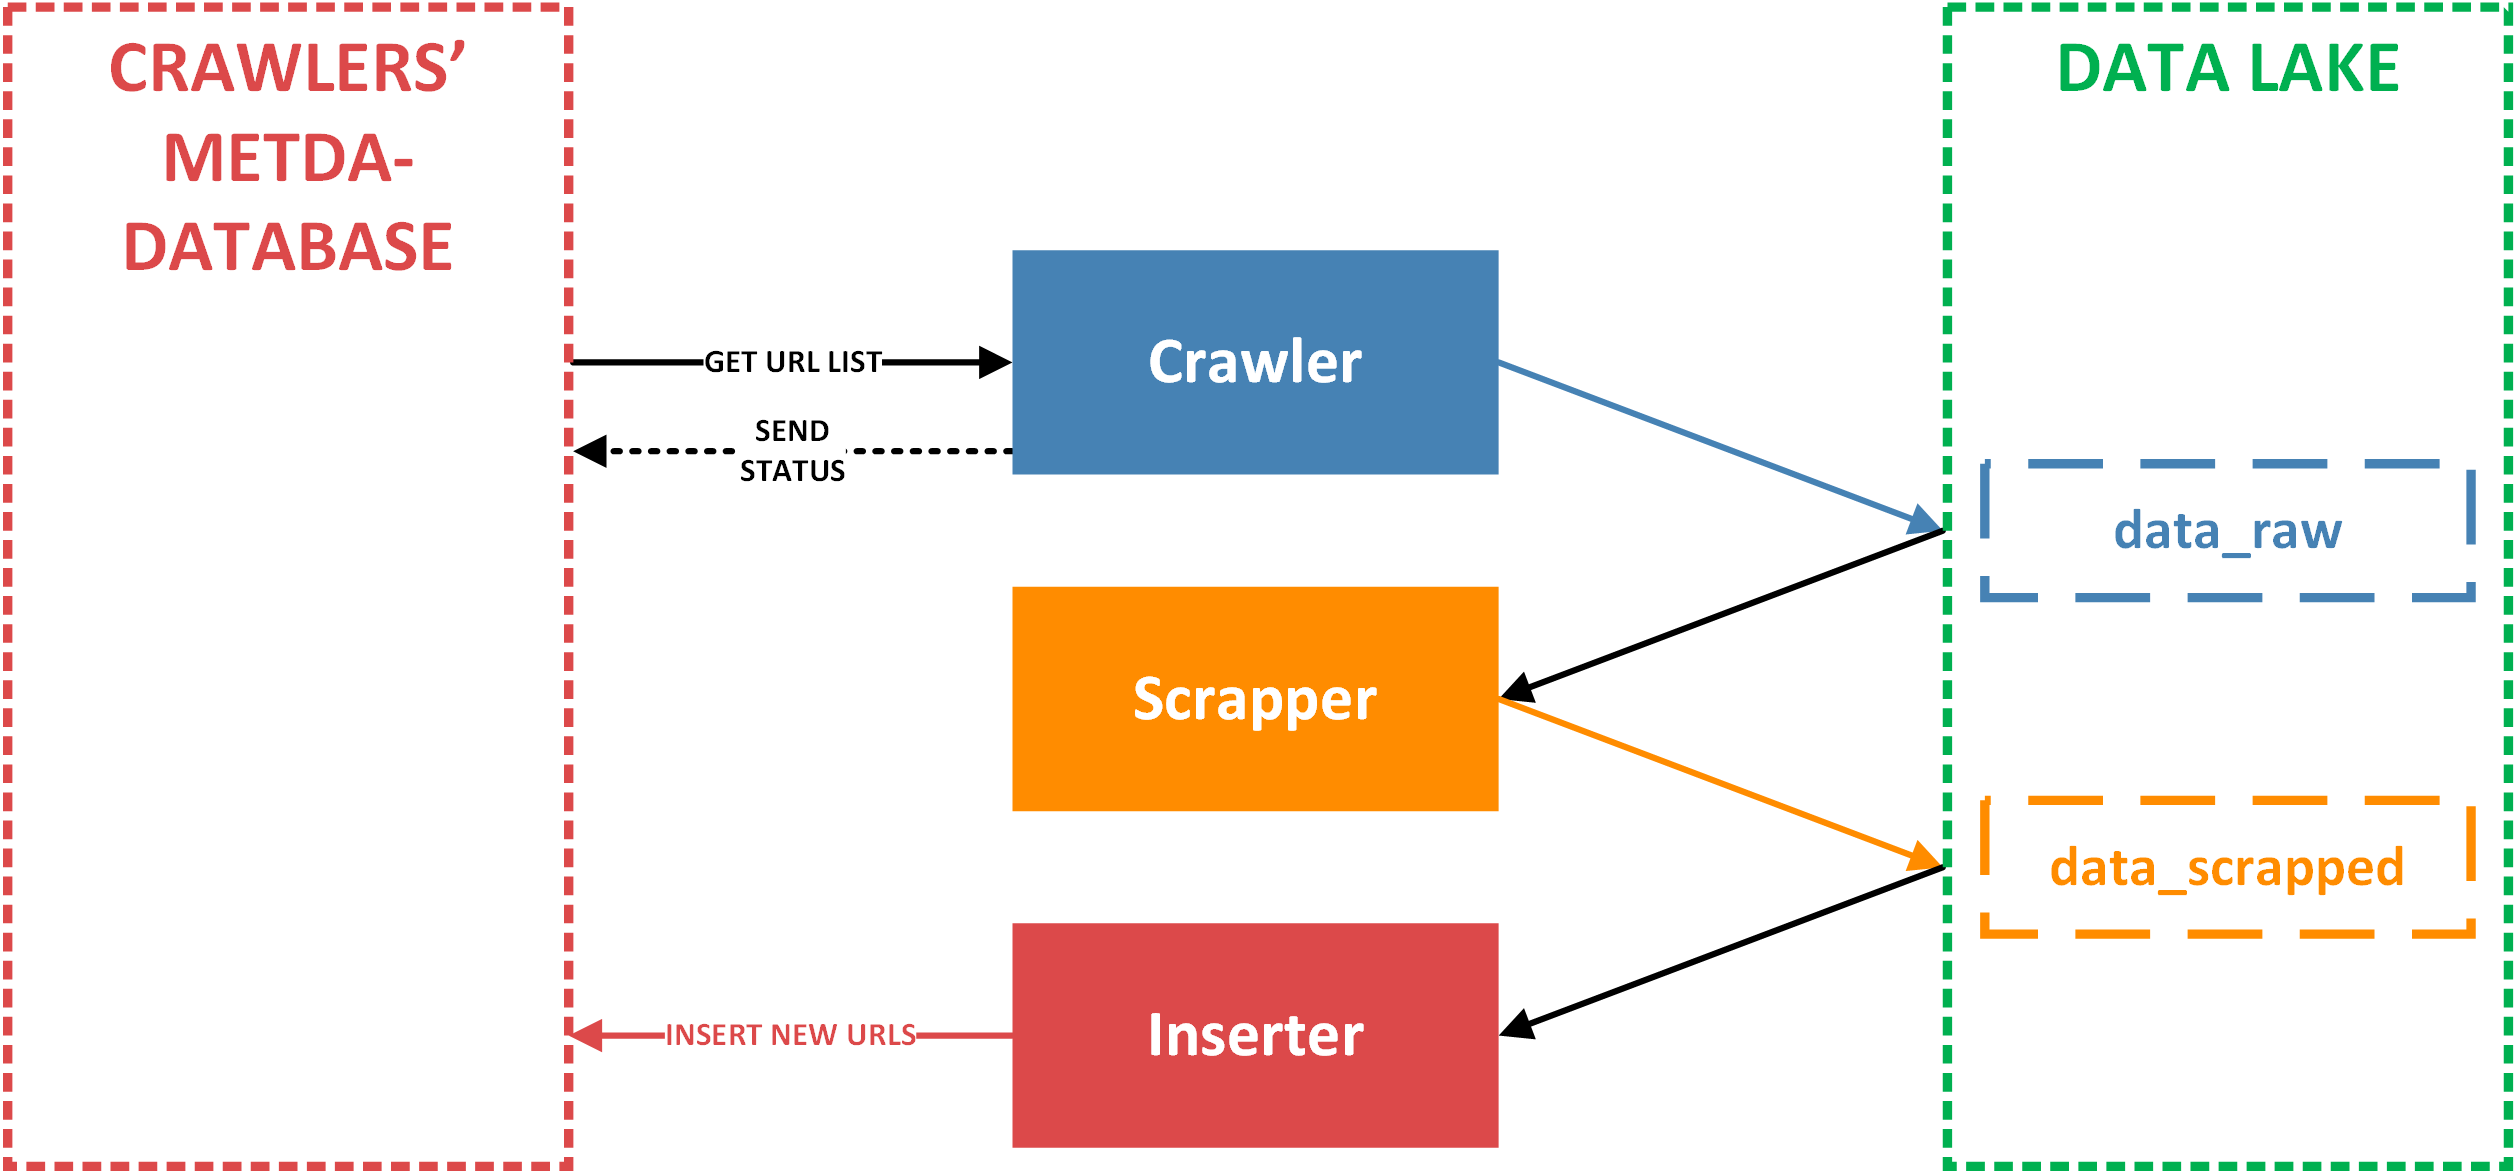 CRAWLERS’
METDA-
DATABASE
DATA LAKE
GET URL LIST
SEND
STATUS
Crawler
data_raw
Scrapper
data_scrapped
Inserter
INSERT NEW URLS